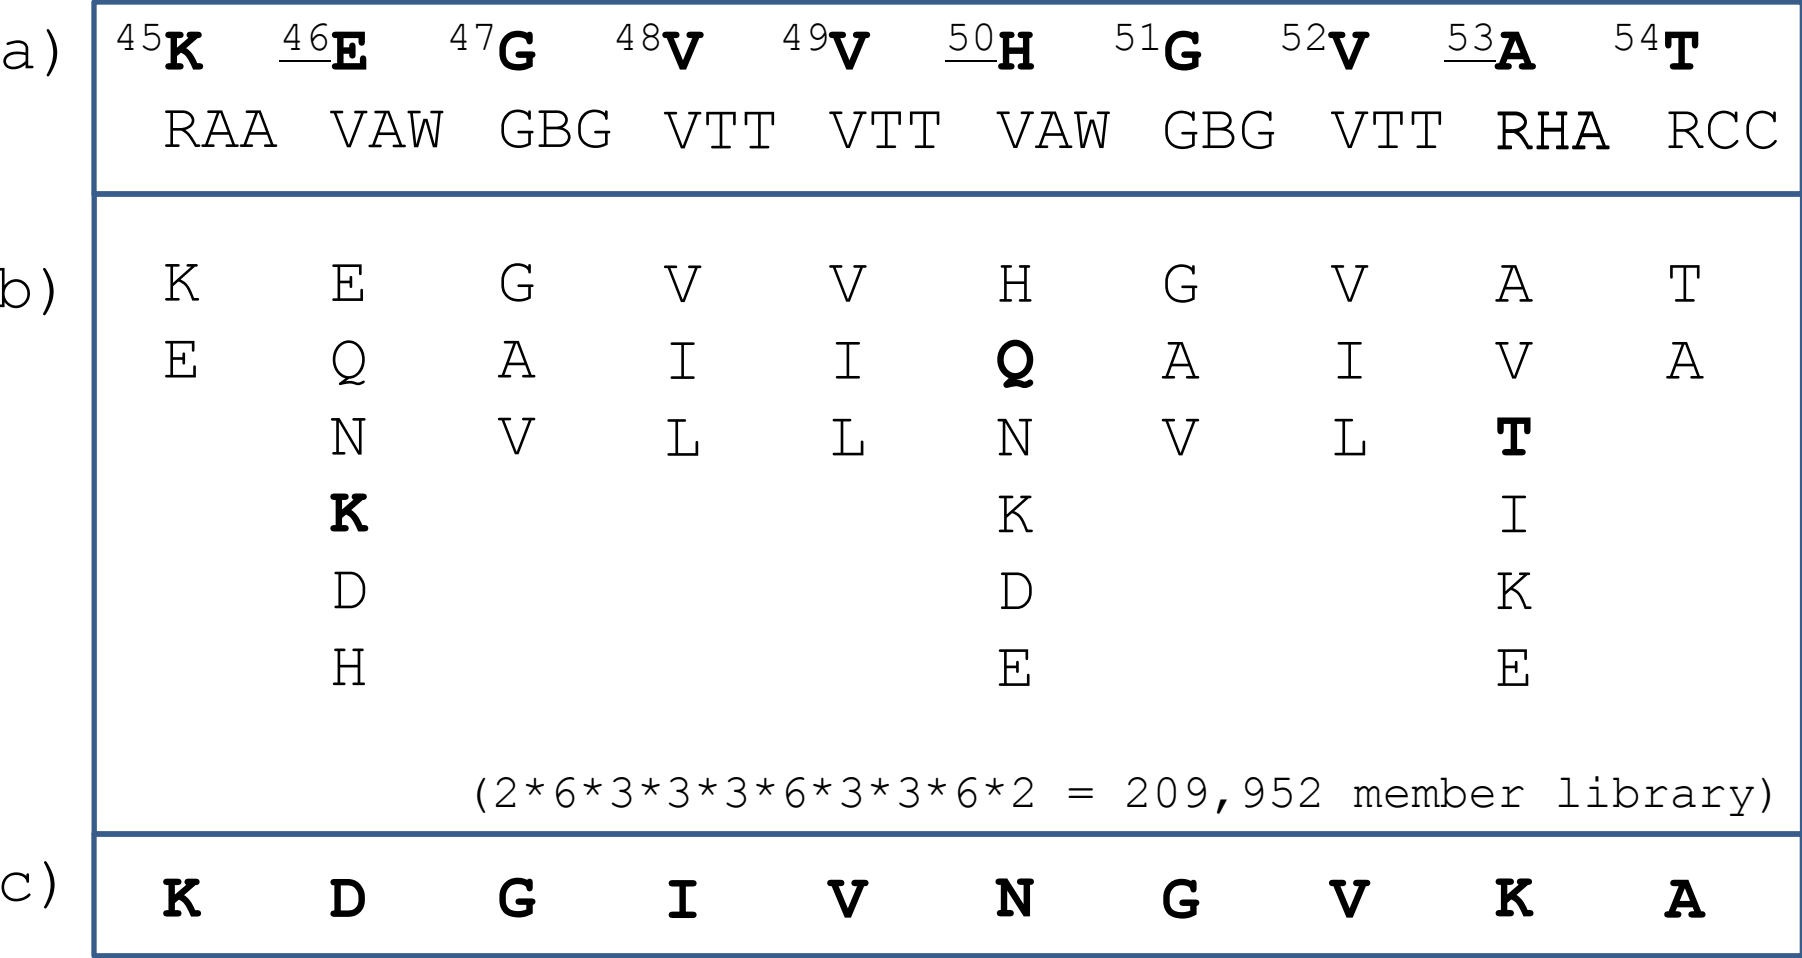 a) 45K 46E 47G 48V 49V 50H 51G 52V 53A 54T
RAA VAW GBG VTT VTT VAW GBG VTT RHA RCC
b) K E G V V H G V A T
E Q A I I Q A I V A
N V L L N V L T
K K I
D D K
H E E
(2*6*3*3*3*6*3*3*6*2 = 209,952 member library)
c) K D G I V N G V K A